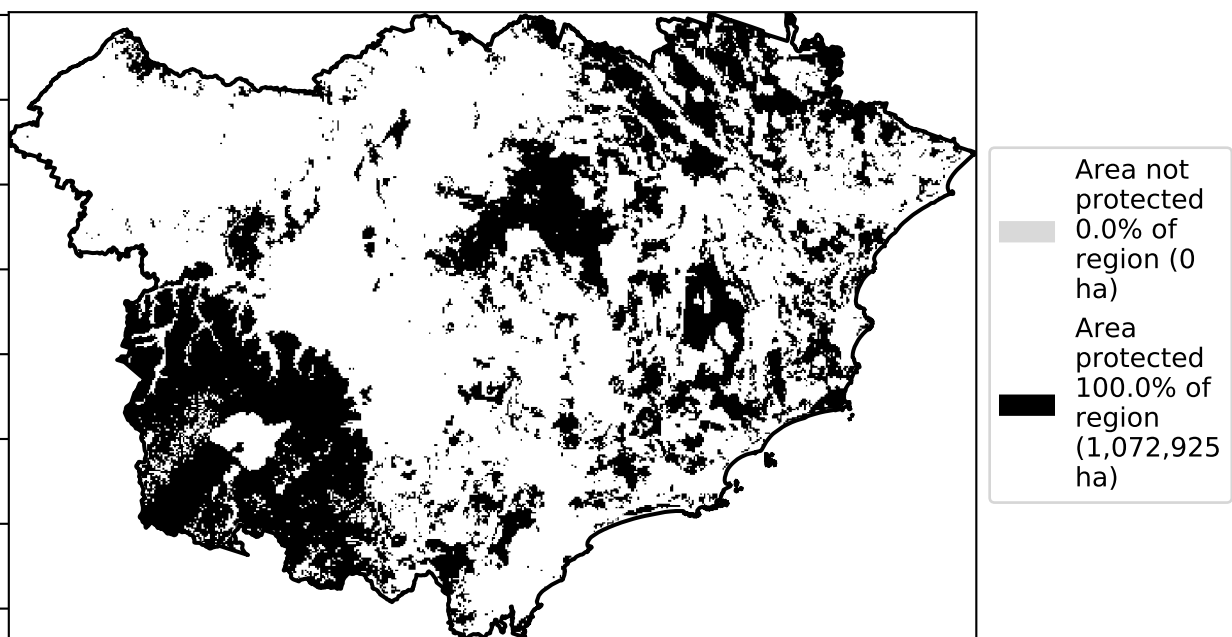 Area not
protected
0.0% of
region (0
ha)
Area
protected
100.0% of
region
(1,072,925
ha)